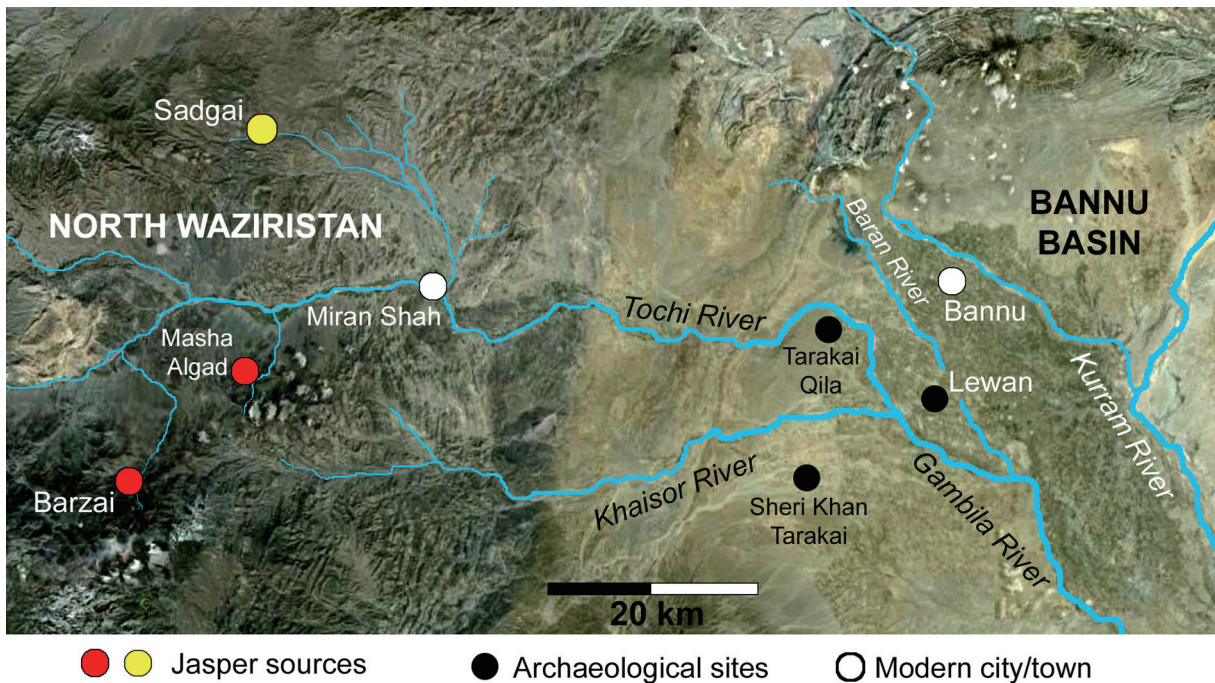 Sadgai
NORTH WAZIRISTAN
BANNU
BASIN
Baran River
Miran Shah
Tochi River
Bannu
Masha
Algad
Tarakai
Qila
Lewan
Kurram River
Barzai
Khaisor River
Sheri Khan
Tarakai
Gambila River
20 km
Jasper sources
Archaeological sites
Modern city/town